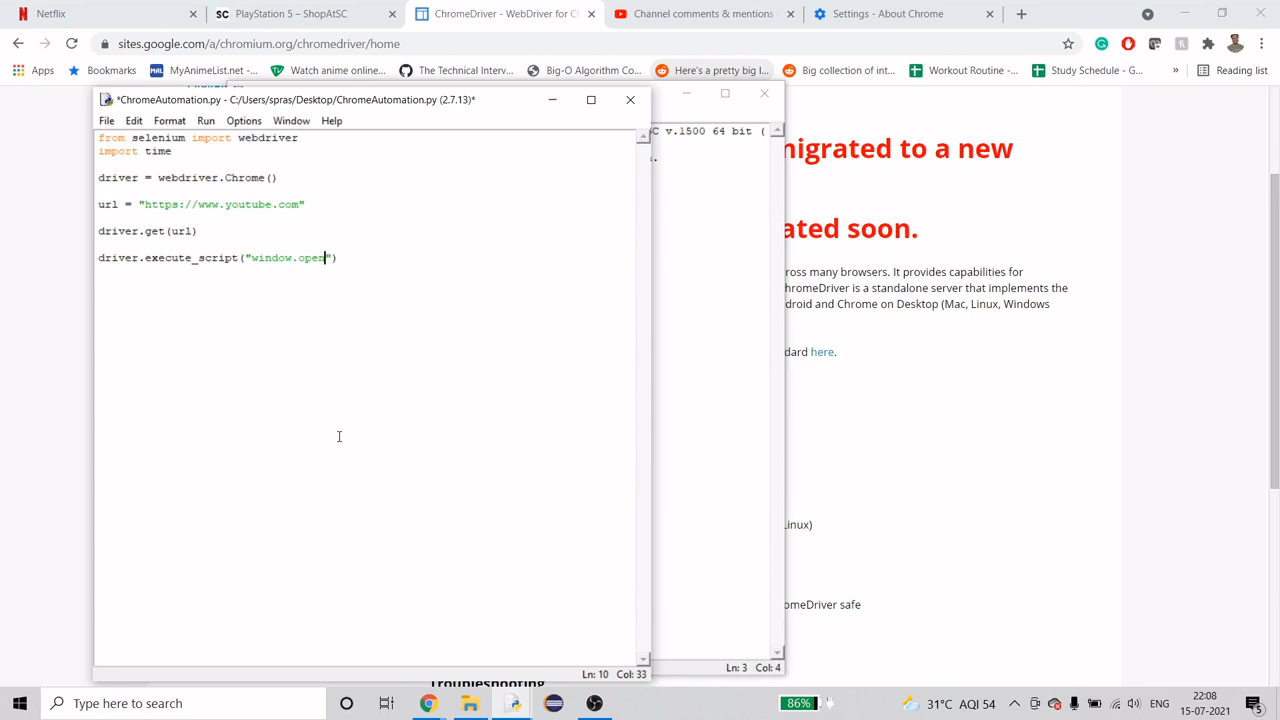 Netflix
PlayStation 5 – ShopAtSC
ChromeDriver - WebDriver for C
Channel comments & mentions
Settings - About Chrome
sites.google.com/a/chromium.org/chromedriver/home
Apps
Bookmarks
MyAnimeList.net -...
Watch anime online...
The Technical Interv...
Big-O Algorithm Co...
Here's a pretty big l...
Big collection of int...
Workout Routine -...
Study Schedule - G...
»
Reading list
*ChromeAutomation.py - C:/Users/spras/Desktop/ChromeAutomation.py (2.7.13)*
File Edit Format Run Options Window Help
C v.1500 64 bit (
from selenium import webdriver
import time
driver = webdriver.Chrome()
url = "https://www.youtube.com"
driver.get(url)
driver.execute_script("window.open")
Ln: 10 Col: 33
Ln: 3 Col: 4
nigrated to a new
ated soon.
ross many browsers. It provides capabilities for
hromeDriver is a standalone server that implements the
droid and Chrome on Desktop (Mac, Linux, Windows
dard here.
Linux)
omeDriver safe
Troubleshooting
Type here to search
86%
31°C AQI 54
ENG
22:08
15-07-2021
5